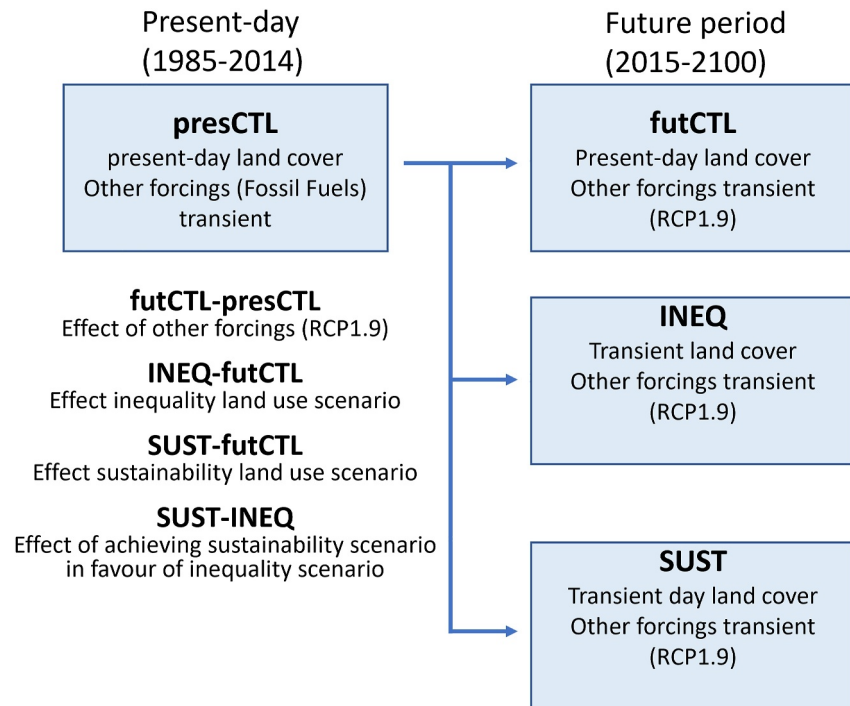 Present-day
(1985-2014)
presCTL
present-day land cover
Other forcings (Fossil Fuels)
transient
futCTL-presCTL
Effect of other forcings (RCP1.9)
INEQ-futCTL
Effect inequality land use scenario
SUST-futCTL
Effect sustainability land use scenario
SUST-INEQ
Effect of achieving sustainability scenario
in favour of inequality scenario
Future period
(2015-2100)
futCTL
Present-day land cover
Other forcings transient
(RCP1.9)
INEQ
Transient land cover
Other forcings transient
(RCP1.9)
SUST
Transient day land cover
Other forcings transient
(RCP1.9)